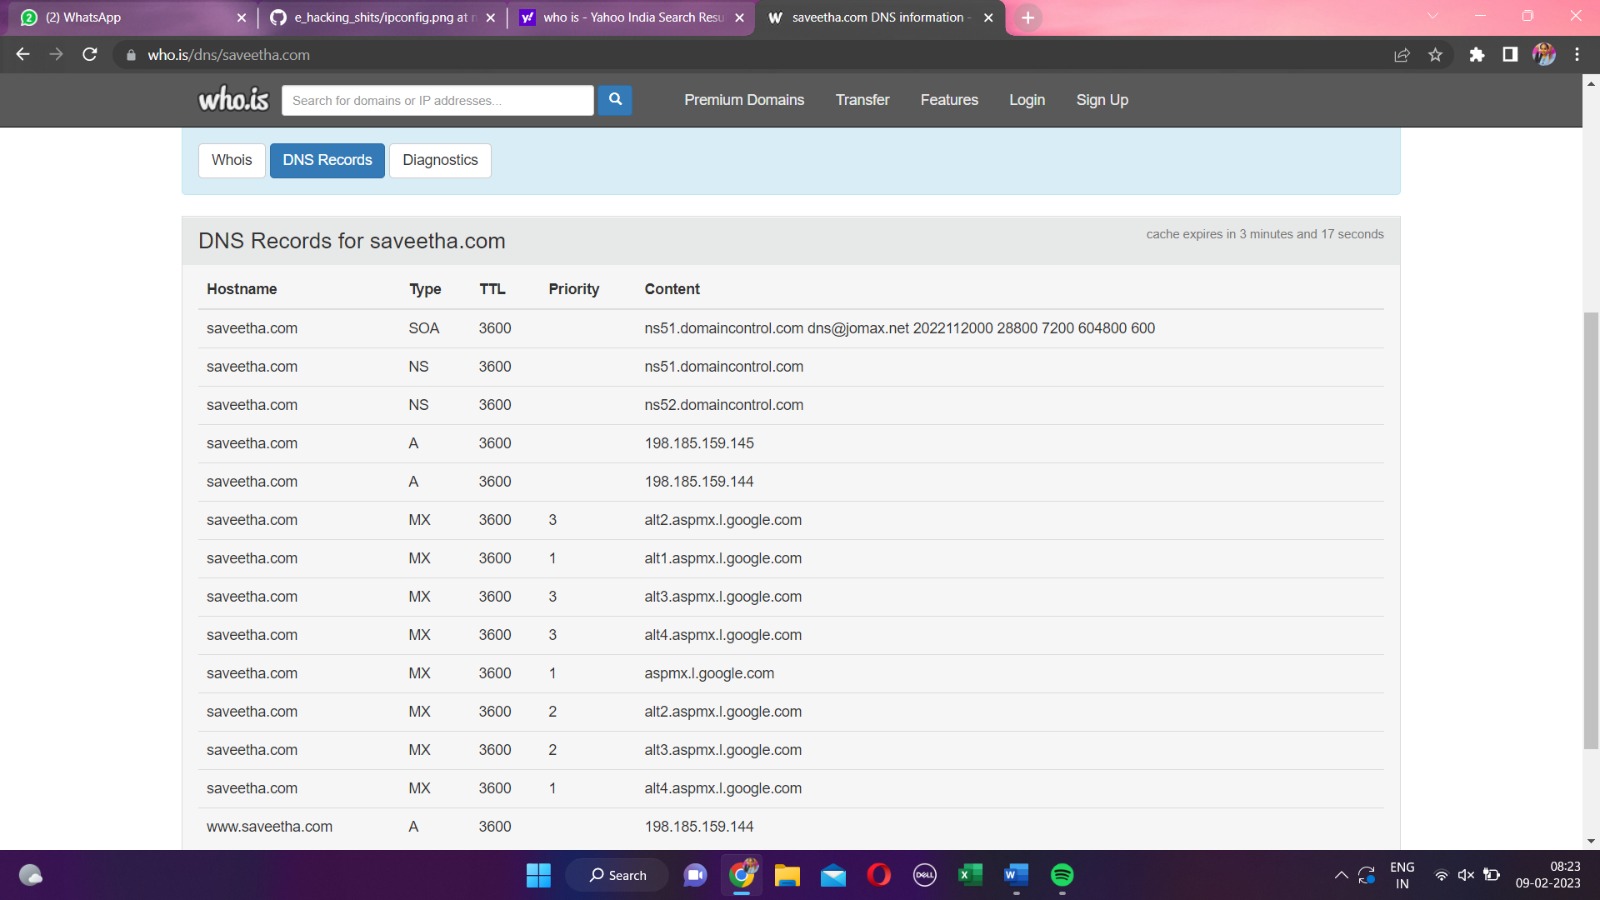 (2) WhatsApp
e_hacking_shits/ipconfig.png at
who is - Yahoo India Search Resu
W saveetha.com DNS information -
who.is/dns/saveetha.com
who.is
Search for domains or IP addresses...
Premium Domains Transfer Features Login Sign Up
Whois DNS Records Diagnostics
DNS Records for saveetha.com
cache expires in 3 minutes and 17 seconds
Hostname Type TTL Priority Content
saveetha.com SOA 3600 ns51.domaincontrol.com dns@jomax.net 2022112000 28800 7200 604800 600
saveetha.com NS 3600 ns51.domaincontrol.com
saveetha.com NS 3600 ns52.domaincontrol.com
saveetha.com A 3600 198.185.159.145
saveetha.com A 3600 198.185.159.144
saveetha.com MX 3600 3 alt2.aspmx.l.google.com
saveetha.com MX 3600 1 alt1.aspmx.l.google.com
saveetha.com MX 3600 3 alt3.aspmx.l.google.com
saveetha.com MX 3600 3 alt4.aspmx.l.google.com
saveetha.com MX 3600 1 aspmx.l.google.com
saveetha.com MX 3600 2 alt2.aspmx.l.google.com
saveetha.com MX 3600 2 alt3.aspmx.l.google.com
saveetha.com MX 3600 1 alt4.aspmx.l.google.com
www.saveetha.com A 3600 198.185.159.144
Search
DELL
ENG
IN
08:23
09-02-2023